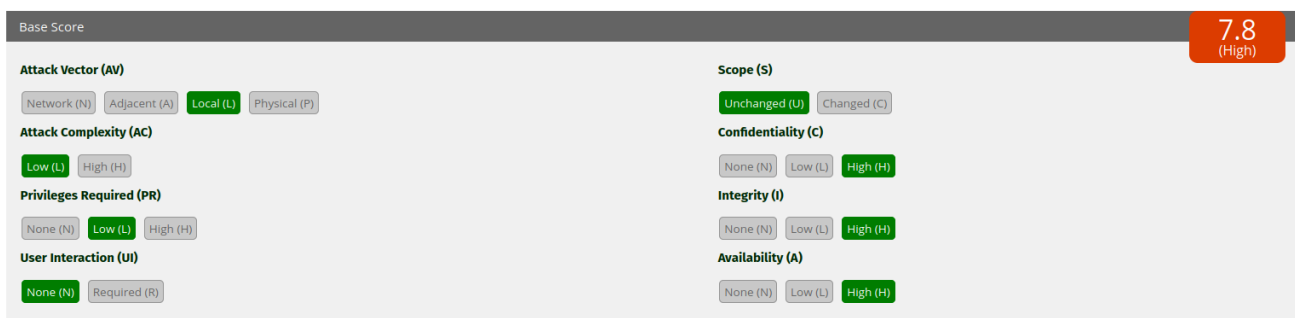 Base Score
7.8
(High)
Attack Vector (AV)
Network (N) Adjacent (A) Local (L) Physical (P)
Attack Complexity (AC)
Low (L) High (H)
Privileges Required (PR)
None (N) Low (L) High (H)
User Interaction (UI)
None (N) Required (R)
Scope (S)
Unchanged (U) Changed (C)
Confidentiality (C)
None (N) Low (L) High (H)
Integrity (I)
None (N) Low (L) High (H)
Availability (A)
None (N) Low (L) High (H)